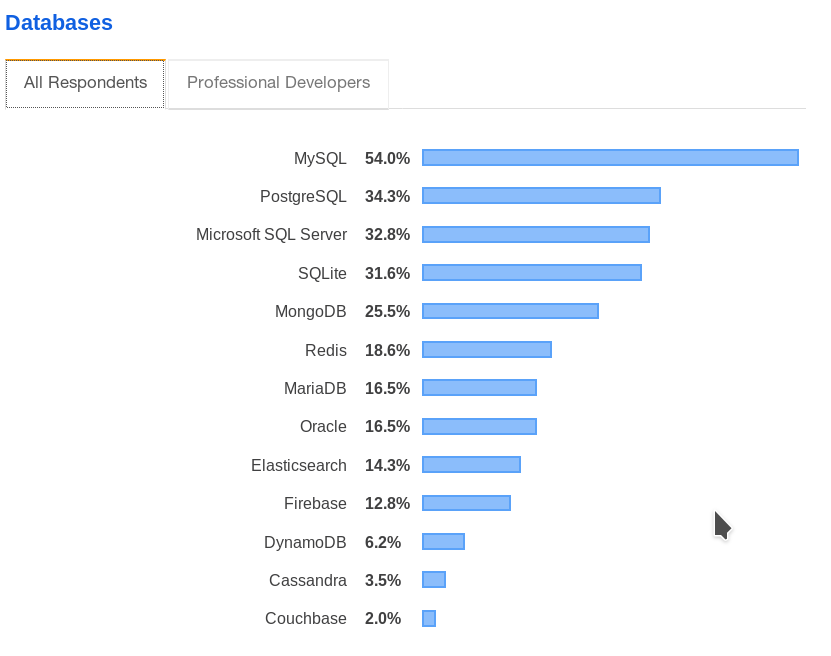 Databases
All Respondents Professional Developers
MySQL 54.0%
PostgreSQL 34.3%
Microsoft SQL Server 32.8%
SQLite 31.6%
MongoDB 25.5%
Redis 18.6%
MariaDB 16.5%
Oracle 16.5%
Elasticsearch 14.3%
Firebase 12.8%
DynamoDB 6.2%
Cassandra 3.5%
Couchbase 2.0%